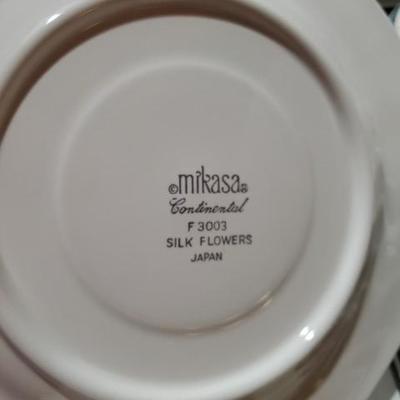 ©mikasa®
Continental
F 3003
SILK FLOWERS
JAPAN